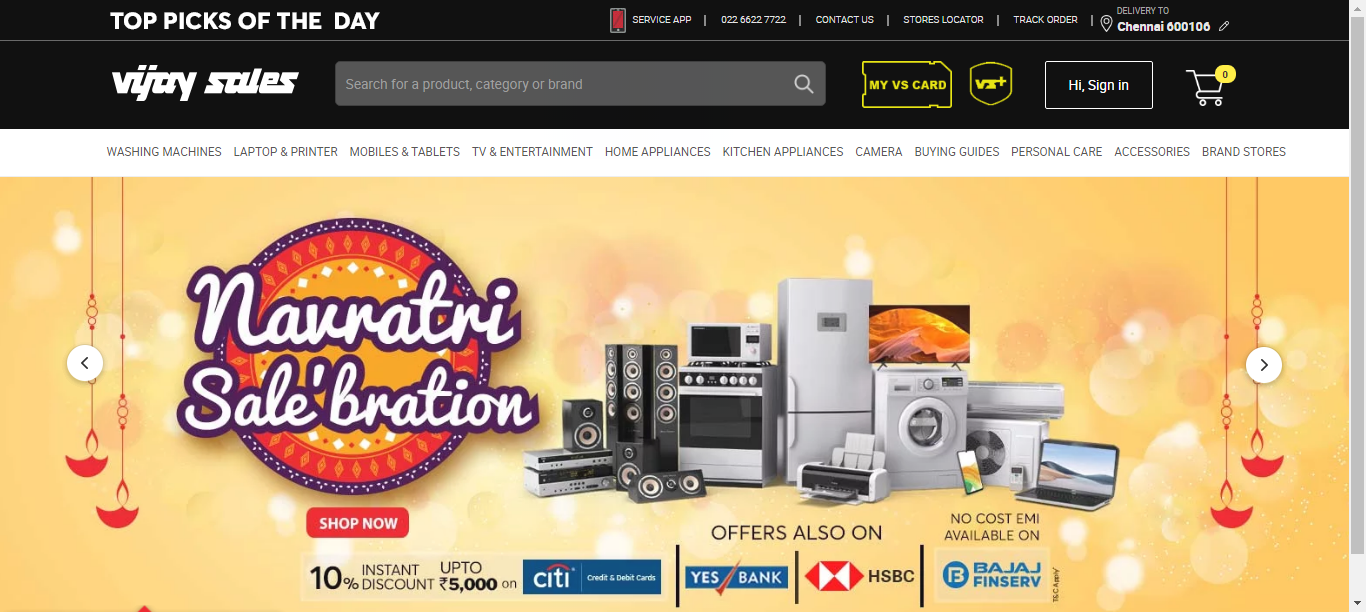 TOP PICKS OF THE DAY
SERVICE APP | 022 6622 7722 | CONTACT US | STORES LOCATOR | TRACK ORDER |
DELIVERY TO
Chennai 600106
vijay sales
Search for a product, category or brand
MY VS CARD
VS+
Hi, Sign in
0
WASHING MACHINES LAPTOP & PRINTER MOBILES & TABLETS TV & ENTERTAINMENT HOME APPLIANCES KITCHEN APPLIANCES CAMERA BUYING GUIDES PERSONAL CARE ACCESSORIES BRAND STORES
Navratri
Sale'bration
SHOP NOW
10% INSTANT DISCOUNT UPTO ₹5,000 on citi Credit & Debit Cards
OFFERS ALSO ON
YES BANK HSBC
NO COST EMI
AVAILABLE ON
B BAJAJ
FINSERV
T&C Apply*